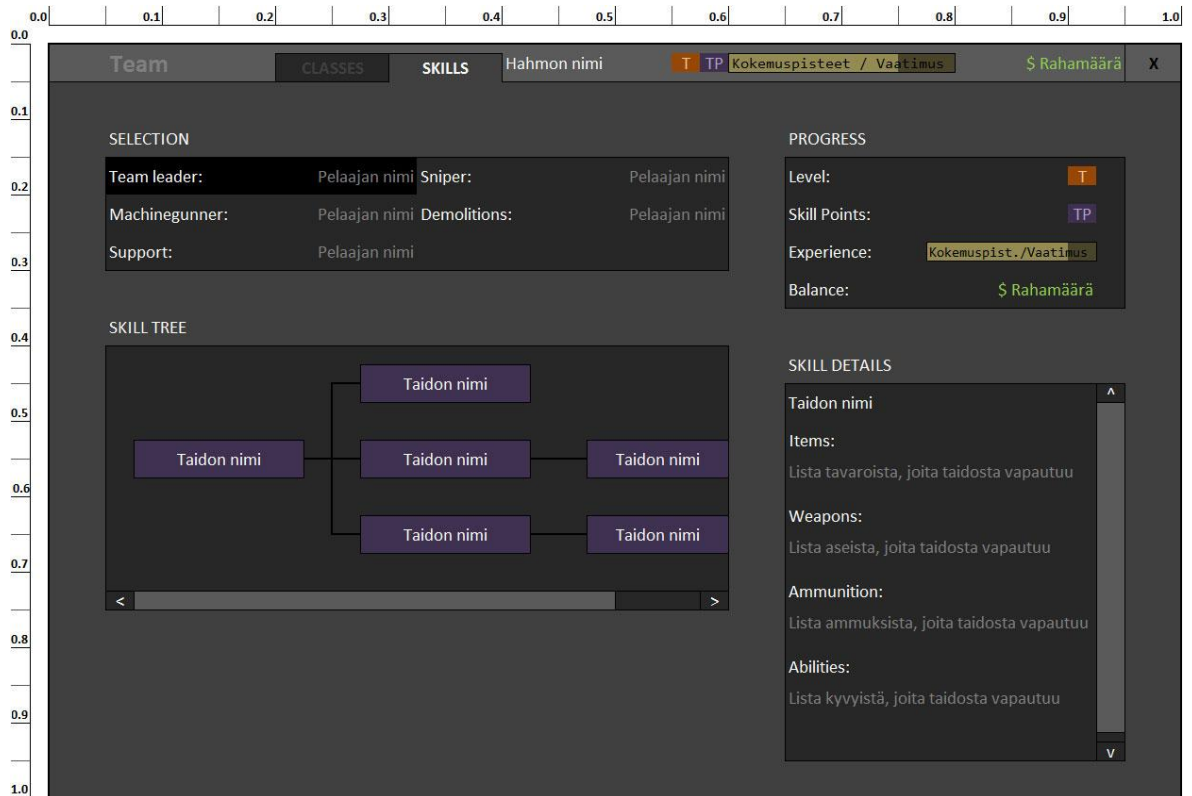 0.0 0.1 0.2 0.3 0.4 0.5 0.6 0.7 0.8 0.9 1.0
0.0
Team CLASSES SKILLS Hahmon nimi T TP Kokemuspisteet / Vaatimus $ Rahamäärä X
0.1
SELECTION
Team leader: Pelaajan nimi Sniper: Pelaajan nimi
Machinegunner: Pelaajan nimi Demolitions: Pelaajan nimi
Support: Pelaajan nimi
PROGRESS
Level: T
Skill Points: TP
Experience: Kokemuspist./Vaatimus
Balance: $ Rahamäärä
0.2
0.3
0.4
SKILL TREE
Taidon nimi
Taidon nimi Taidon nimi Taidon nimi
Taidon nimi Taidon nimi
< >
SKILL DETAILS
Taidon nimi
Items:
Lista tavaroista, joita taidosta vapautuu
Weapons:
Lista aseista, joita taidosta vapautuu
Ammunition:
Lista ammuksista, joita taidosta vapautuu
Abilities:
Lista kyvyistä, joita taidosta vapautuu
^
v
0.5
0.6
0.7
0.8
0.9
1.0